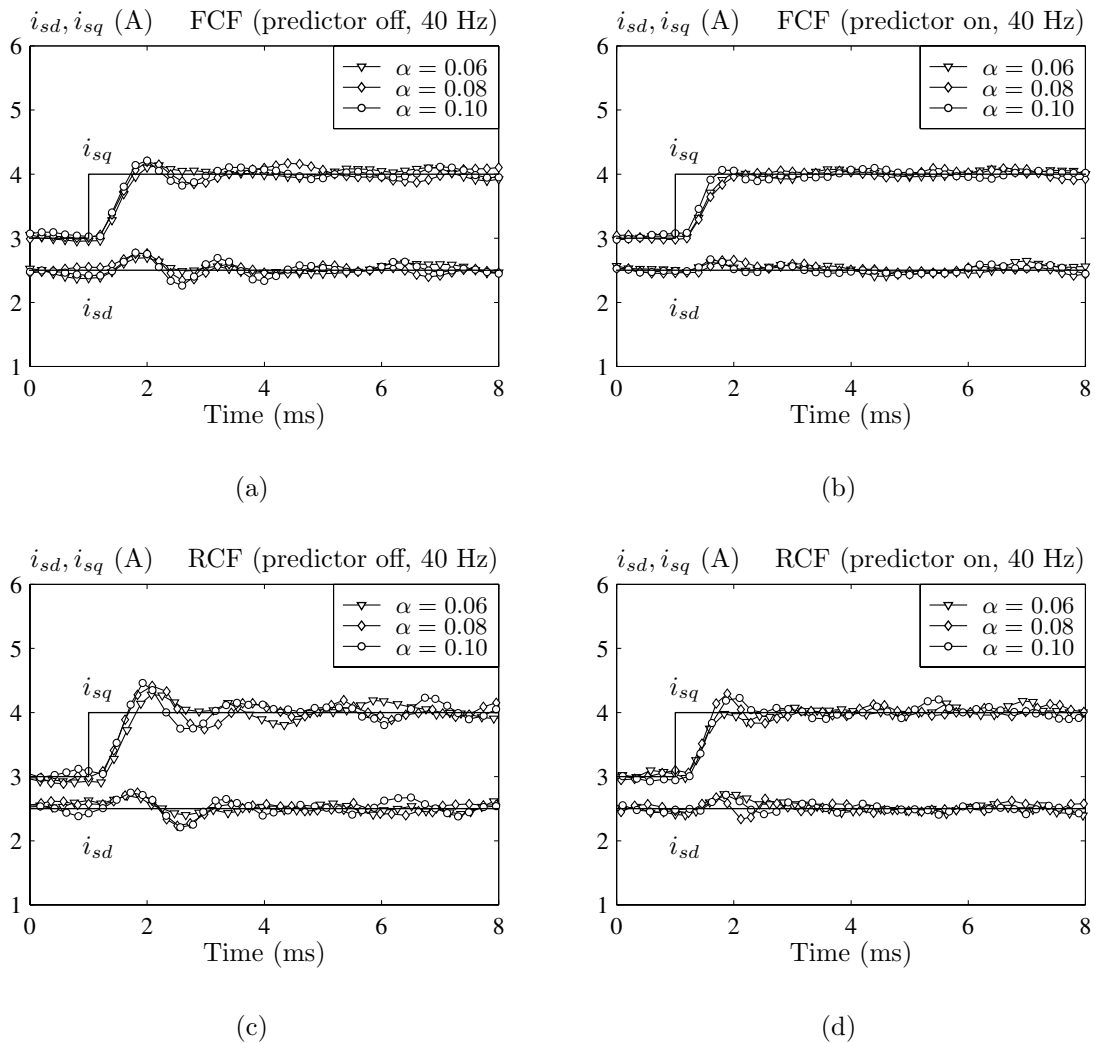 i_sd, i_sq (A) FCF (predictor off, 40 Hz)
6
5
4
3
2
1
α = 0.06
α = 0.08
α = 0.10
i_sq
i_sd
0 2 4 6 8
Time (ms)
(a)
i_sd, i_sq (A) FCF (predictor on, 40 Hz)
6
5
4
3
2
1
α = 0.06
α = 0.08
α = 0.10
i_sq
i_sd
0 2 4 6 8
Time (ms)
(b)
i_sd, i_sq (A) RCF (predictor off, 40 Hz)
6
5
4
3
2
1
α = 0.06
α = 0.08
α = 0.10
i_sq
i_sd
0 2 4 6 8
Time (ms)
(c)
i_sd, i_sq (A) RCF (predictor on, 40 Hz)
6
5
4
3
2
1
α = 0.06
α = 0.08
α = 0.10
i_sq
i_sd
0 2 4 6 8
Time (ms)
(d)